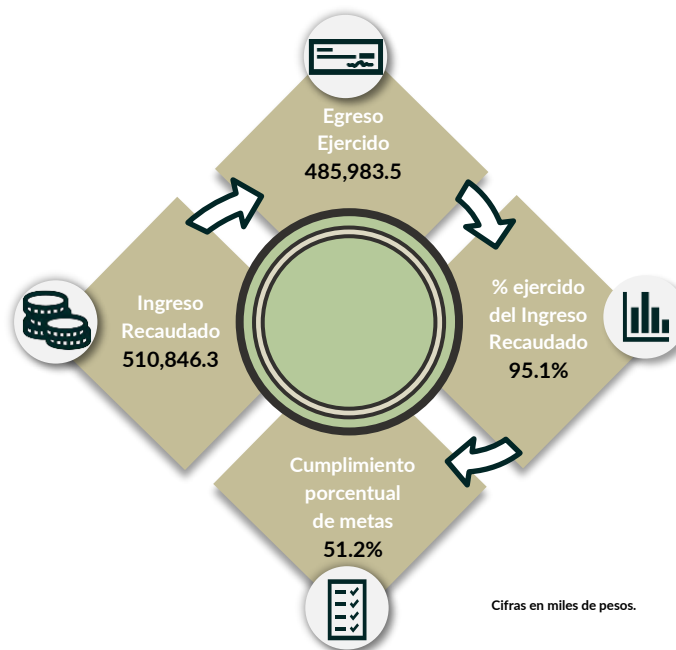 Egreso
Ejercido
485,983.5
Ingreso
Recaudado
510,846.3
% ejercido
del Ingreso
Recaudado
95.1%
Cumplimiento
porcentual
de metas
51.2%
Cifras en miles de pesos.